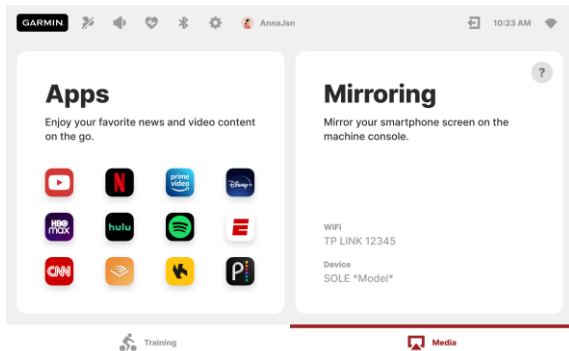 GARMIN
AnnaJsn
10:23 AM
Apps
Enjoy your favorite news and video content
on the go.
prime
video
Disney+
HBO
max
hulu
CNN
Mirroring
?
Mirror your smartphone screen on the
machine console.
WiFi
TP LINK 12345
Device
SOLE *Model*
Training
Media